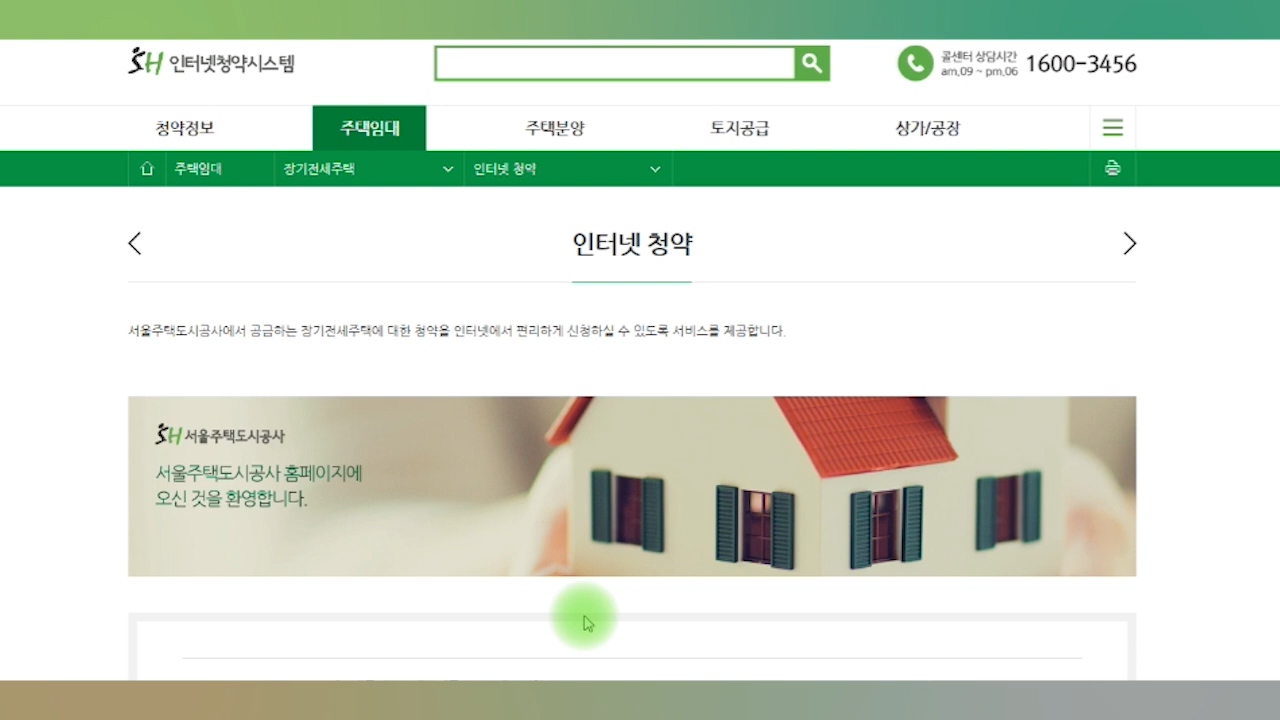 SH 인터넷청약시스템
콜센터 상담시간
am.09 ~ pm.06
1600-3456
청약정보
주택임대
주택분양
토지공급
상가/공장
주택임대
장기전세주택
인터넷 청약
인터넷 청약
서울주택도시공사에서 공급하는 장기전세주택에 대한 청약을 인터넷에서 편리하게 신청하실 수 있도록 서비스를 제공합니다.
SH 서울주택도시공사
서울주택도시공사 홈페이지에
오신 것을 환영합니다.